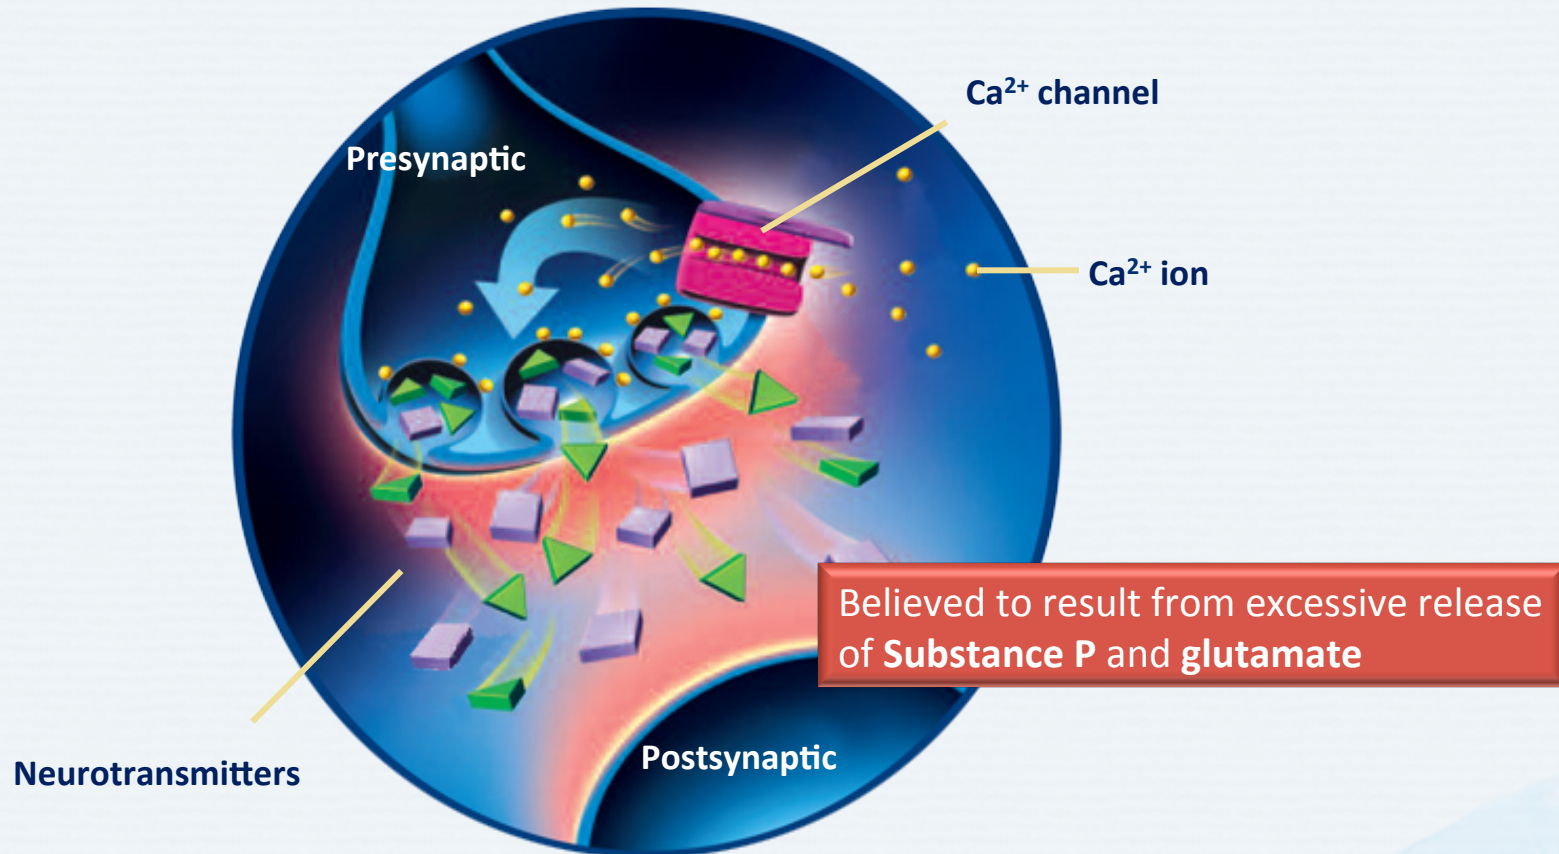 Ca²⁺ channel
Presynaptic
Ca²⁺ ion
Believed to result from excessive release
of Substance P and glutamate
Postsynaptic
Neurotransmitters